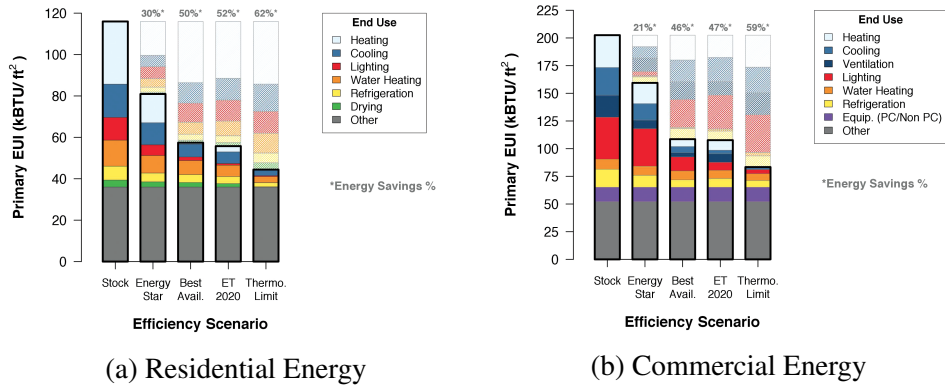 30%* 50%* 52%* 62%*
120
100
80
60
40
20
0
Primary EUI (kBTU/ ft²)
Stock
Energy Star
Best Avail.
ET 2020
Thermo. Limit
Efficiency Scenario
End Use
Heating
Cooling
Lighting
Water Heating
Refrigeration
Drying
Other
*Energy Savings %
(a) Residential Energy
21%* 46%* 47%* 59%*
225
200
175
150
125
100
75
50
25
0
Primary EUI (kBTU/ ft²)
Stock
Energy Star
Best Avail.
ET 2020
Thermo. Limit
Efficiency Scenario
End Use
Heating
Cooling
Ventilation
Lighting
Water Heating
Refrigeration
Equip. (PC/Non PC)
Other
*Energy Savings %
(b) Commercial Energy